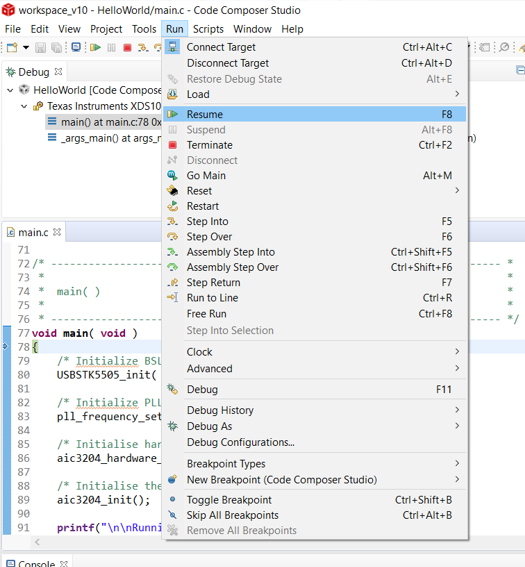 workspace_v10 - HelloWorld/main.c - Code Composer Studio
File Edit View Project Tools Run Scripts Window Help
Debug
HelloWorld [Code Compose
Texas Instruments XDS10
main() at main.c:78 0x
_args_main() at args_m
n)
Connect Target Ctrl+Alt+C
Disconnect Target Ctrl+Alt+D
Restore Debug State Alt+E
Load
Resume F8
Suspend Alt+F8
Terminate Ctrl+F2
Disconnect
Go Main Alt+M
Reset
Restart
Step Into F5
Step Over F6
Assembly Step Into Ctrl+Shift+F5
Assembly Step Over Ctrl+Shift+F6
Step Return F7
Run to Line Ctrl+R
Free Run Ctrl+F8
Step Into Selection
Clock
Advanced
Debug F11
Debug History
Debug As
Debug Configurations...
Breakpoint Types
New Breakpoint (Code Composer Studio)
Toggle Breakpoint Ctrl+Shift+B
Skip All Breakpoints Ctrl+Alt+B
Remove All Breakpoints
main.c
71
72 /* ------------------- *
73 * *
74 * main( ) *
75 * *
76 * ------------------- */
77 void main( void )
78 {
79 /* Initialize BSL
80 USBSTK5505_init(
81
82 /* Initialize PLL
83 pll_frequency_set
84
85 /* Initialise har
86 aic3204_hardware_
87
88 /* Initialise the
89 aic3204_init();
90
91 printf("\n\nRunni
Console